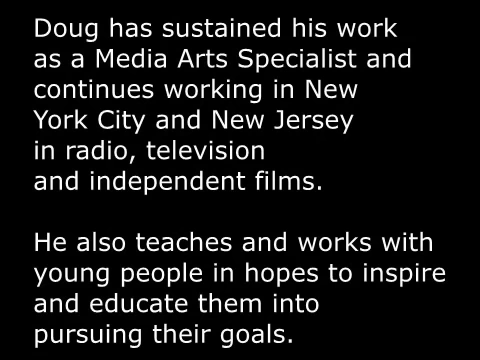 Doug has sustained his work
as a Media Arts Specialist and
continues working in New
York City and New Jersey
in radio, television
and independent films.
He also teaches and works with
young people in hopes to inspire
and educate them into
pursuing their goals.